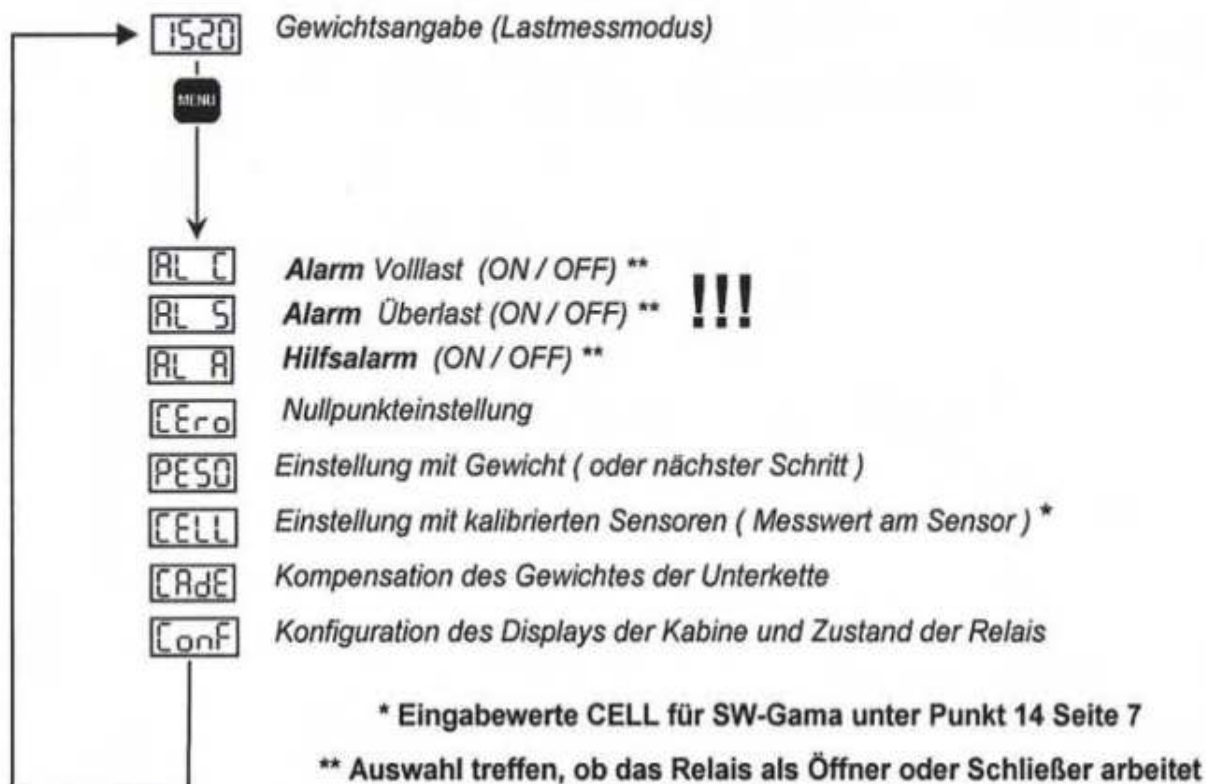 1520 Gewichtsangabe (Lastmessmodus)
MENU
AL C Alarm Volllast (ON / OFF) **
AL S Alarm Überlast (ON / OFF) ** !!!
AL A Hilfsalarm (ON / OFF) **
CEro Nullpunkteinstellung
PESO Einstellung mit Gewicht ( oder nächster Schritt )
CELL Einstellung mit kalibrierten Sensoren ( Messwert am Sensor ) *
CAdE Kompensation des Gewichtes der Unterkette
ConF Konfiguration des Displays der Kabine und Zustand der Relais
* Eingabewerte CELL für SW-Gama unter Punkt 14 Seite 7
** Auswahl treffen, ob das Relais als Öffner oder Schließer arbeitet